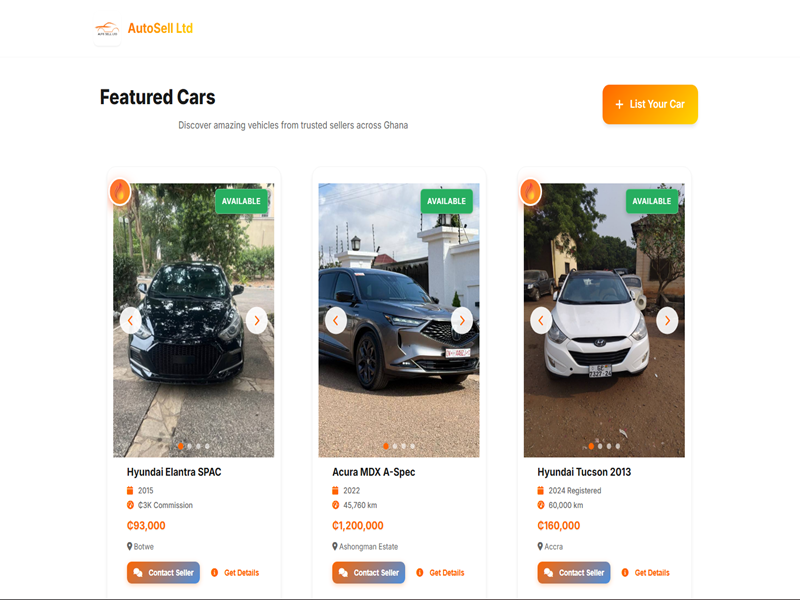 AutoSell Ltd
Featured Cars
Discover amazing vehicles from trusted sellers across Ghana
+ List Your Car
AVAILABLE
AVAILABLE
AVAILABLE
Hyundai Elantra SPAC
2015
₵3K Commission
₵93,000
Botwe
Contact Seller
Get Details
Acura MDX A-Spec
2022
45,760 km
₵1,200,000
Ashongman Estate
Contact Seller
Get Details
Hyundai Tucson 2013
2024 Registered
60,000 km
₵160,000
Accra
Contact Seller
Get Details